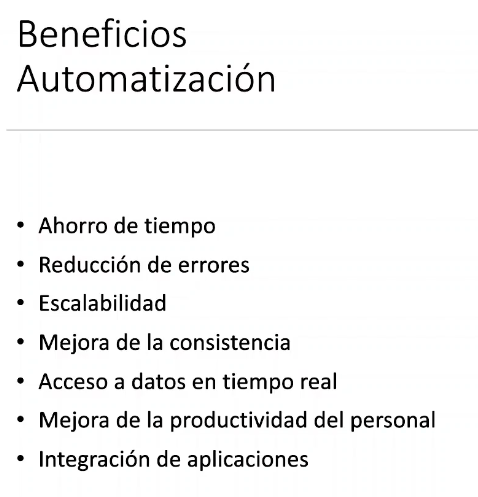 Beneficios
Automatización
• Ahorro de tiempo
• Reducción de errores
• Escalabilidad
• Mejora de la consistencia
• Acceso a datos en tiempo real
• Mejora de la productividad del personal
• Integración de aplicaciones